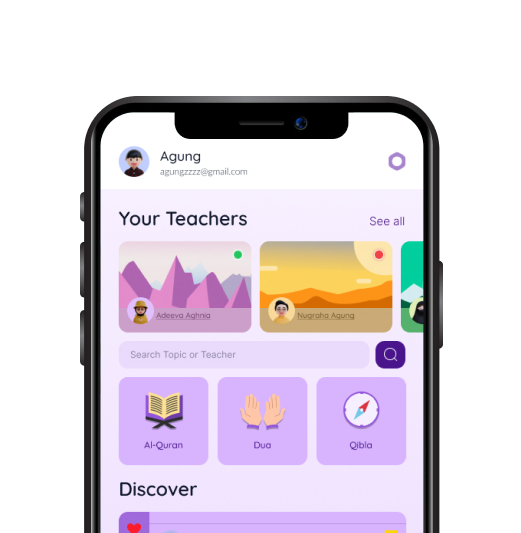 Agung
agungzzzz@gmail.com
Your Teachers
See all
Adeeva Aghnia
Nugraha Agung
Search Topic or Teacher
Al-Quran
Dua
Qibla
Discover